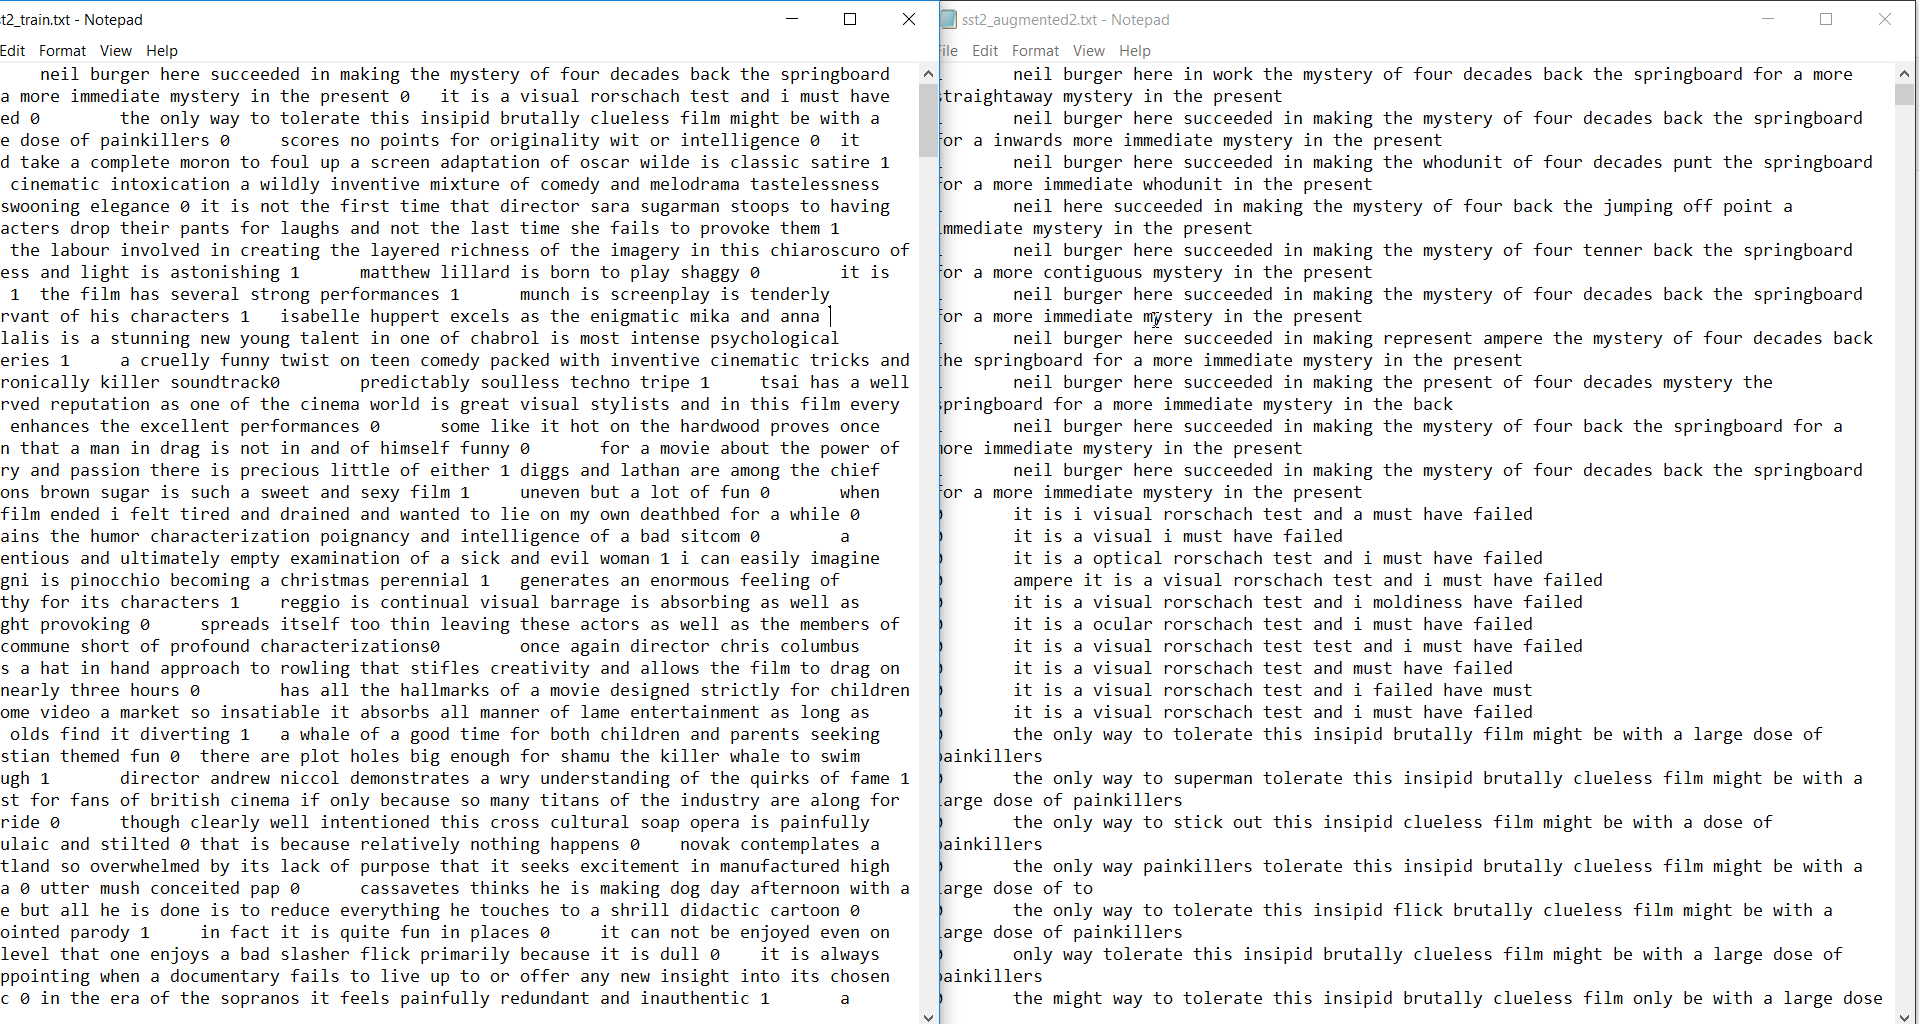 t2_train.txt - Notepad
Edit Format View Help
neil burger here succeeded in making the mystery of four decades back the springboard
a more immediate mystery in the present 0 it is a visual rorschach test and i must have
ed 0 the only way to tolerate this insipid brutally clueless film might be with a
e dose of painkillers 0 scores no points for originality wit or intelligence 0 it
d take a complete moron to foul up a screen adaptation of oscar wilde is classic satire 1
cinematic intoxication a wildly inventive mixture of comedy and melodrama tastelessness
swooning elegance 0 it is not the first time that director sara sugarman stoops to having
acters drop their pants for laughs and not the last time she fails to provoke them 1
the labour involved in creating the layered richness of the imagery in this chiaroscuro of
ess and light is astonishing 1 matthew lillard is born to play shaggy 0 it is
1 the film has several strong performances 1 munch is screenplay is tenderly
rvant of his characters 1 isabelle huppert excels as the enigmatic mika and anna
lalis is a stunning new young talent in one of chabrol is most intense psychological
eries 1 a cruelly funny twist on teen comedy packed with inventive cinematic tricks and
ronically killer soundtrack0 predictably soulless techno tripe 1 tsai has a well
rved reputation as one of the cinema world is great visual stylists and in this film every
enhances the excellent performances 0 some like it hot on the hardwood proves once
n that a man in drag is not in and of himself funny 0 for a movie about the power of
ry and passion there is precious little of either 1 diggs and lathan are among the chief
ons brown sugar is such a sweet and sexy film 1 uneven but a lot of fun 0 when
film ended i felt tired and drained and wanted to lie on my own deathbed for a while 0
ains the humor characterization poignancy and intelligence of a bad sitcom 0 a
entious and ultimately empty examination of a sick and evil woman 1 i can easily imagine
gni is pinocchio becoming a christmas perennial 1 generates an enormous feeling of
thy for its characters 1 reggio is continual visual barrage is absorbing as well as
ght provoking 0 spreads itself too thin leaving these actors as well as the members of
commune short of profound characterizations0 once again director chris columbus
s a hat in hand approach to rowling that stifles creativity and allows the film to drag on
nearly three hours 0 has all the hallmarks of a movie designed strictly for children
ome video a market so insatiable it absorbs all manner of lame entertainment as long as
olds find it diverting 1 a whale of a good time for both children and parents seeking
stian themed fun 0 there are plot holes big enough for shamu the killer whale to swim
ugh 1 director andrew niccol demonstrates a wry understanding of the quirks of fame 1
st for fans of british cinema if only because so many titans of the industry are along for
ride 0 though clearly well intentioned this cross cultural soap opera is painfully
ulaic and stilted 0 that is because relatively nothing happens 0 novak contemplates a
tland so overwhelmed by its lack of purpose that it seeks excitement in manufactured high
a 0 utter mush conceited pap 0 cassavetes thinks he is making dog day afternoon with a
e but all he is done is to reduce everything he touches to a shrill didactic cartoon 0
ointed parody 1 in fact it is quite fun in places 0 it can not be enjoyed even on
level that one enjoys a bad slasher flick primarily because it is dull 0 it is always
ppointing when a documentary fails to live up to or offer any new insight into its chosen
c 0 in the era of the sopranos it feels painfully redundant and inauthentic 1 a
sst2_augmented2.txt - Notepad
File Edit Format View Help
neil burger here in work the mystery of four decades back the springboard for a more
straightaway mystery in the present
neil burger here succeeded in making the mystery of four decades back the springboard
for a inwards more immediate mystery in the present
neil burger here succeeded in making the whodunit of four decades punt the springboard
for a more immediate whodunit in the present
neil here succeeded in making the mystery of four back the jumping off point a
immediate mystery in the present
neil burger here succeeded in making the mystery of four tenner back the springboard
for a more contiguous mystery in the present
neil burger here succeeded in making the mystery of four decades back the springboard
for a more immediate mystery in the present
neil burger here succeeded in making represent ampere the mystery of four decades back
the springboard for a more immediate mystery in the present
neil burger here succeeded in making the present of four decades mystery the
springboard for a more immediate mystery in the back
neil burger here succeeded in making the mystery of four back the springboard for a
more immediate mystery in the present
neil burger here succeeded in making the mystery of four decades back the springboard
for a more immediate mystery in the present
0 it is i visual rorschach test and a must have failed
0 it is a visual i must have failed
0 it is a optical rorschach test and i must have failed
0 ampere it is a visual rorschach test and i must have failed
0 it is a visual rorschach test and i moldiness have failed
0 it is a ocular rorschach test and i must have failed
0 it is a visual rorschach test test and i must have failed
0 it is a visual rorschach test and must have failed
0 it is a visual rorschach test and i failed have must
0 it is a visual rorschach test and i must have failed
0 the only way to tolerate this insipid brutally film might be with a large dose of
painkillers
0 the only way to superman tolerate this insipid brutally clueless film might be with a
large dose of painkillers
0 the only way to stick out this insipid clueless film might be with a dose of
painkillers
0 the only way painkillers tolerate this insipid brutally clueless film might be with a
large dose of to
0 the only way to tolerate this insipid flick brutally clueless film might be with a
large dose of painkillers
0 only way tolerate this insipid brutally clueless film might be with a large dose of
painkillers
0 the might way to tolerate this insipid brutally clueless film only be with a large dose